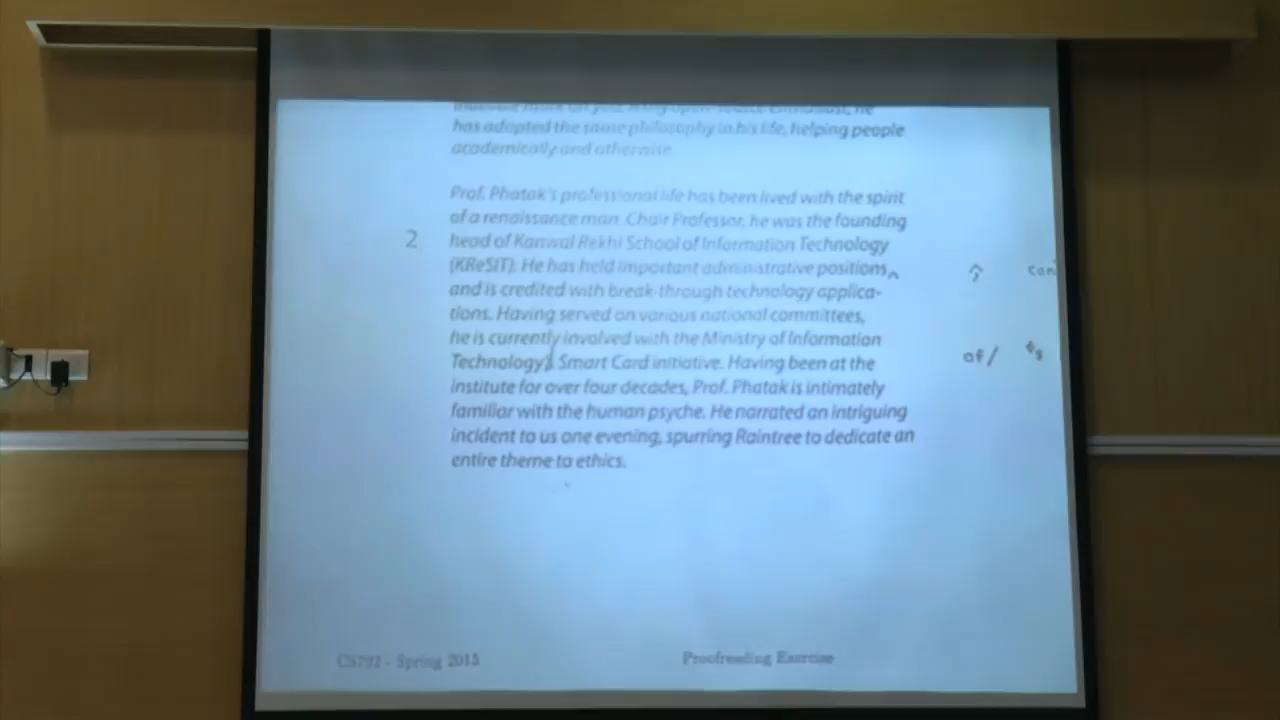 has adopted the same philosophy in his life, helping people
academically and otherwise.
Prof. Phatak's professional life has been lived with the spirit
of a renaissance man. Chair Professor, he was the founding
2 head of Kanwal Rekhi School of Information Technology
(KReSIT). He has held important administrative positions,
and is credited with break-through technology applica-
tions. Having served on various national committees,
he is currently involved with the Ministry of Information
Technology's Smart Card initiative. Having been at the of/
institute for over four decades, Prof. Phatak is intimately
familiar with the human psyche. He narrated an intriguing
incident to us one evening, spurring Raintree to dedicate an
entire theme to ethics.
CS792 - Spring 2015 Proofreading Exercise